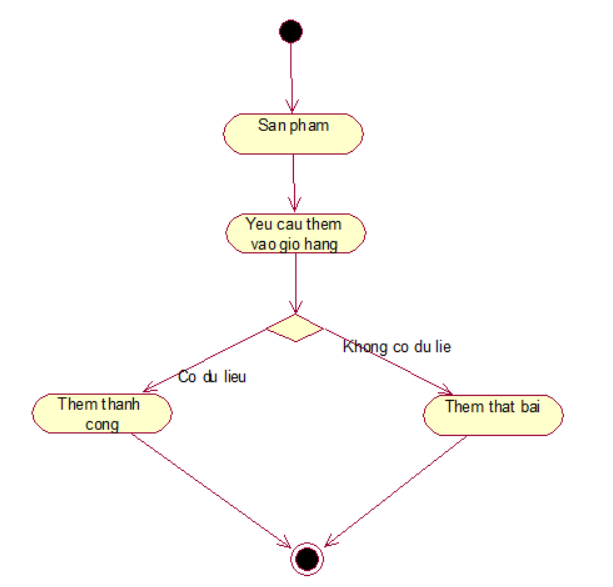 San pham
Yeu cau them
vao gio hang
Khong co du lie
Co du lieu
Them thanh
cong
Them that bai